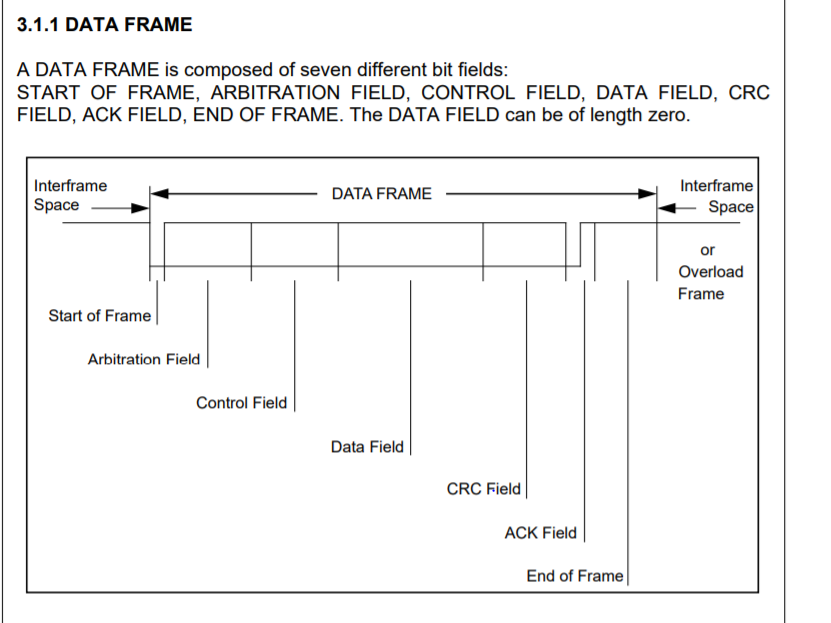 3.1.1 DATA FRAME
A DATA FRAME is composed of seven different bit fields:
START OF FRAME, ARBITRATION FIELD, CONTROL FIELD, DATA FIELD, CRC
FIELD, ACK FIELD, END OF FRAME. The DATA FIELD can be of length zero.
Interframe
Space
DATA FRAME
Interframe
Space
or
Overload
Frame
Start of Frame
Arbitration Field
Control Field
Data Field
CRC Field
ACK Field
End of Frame